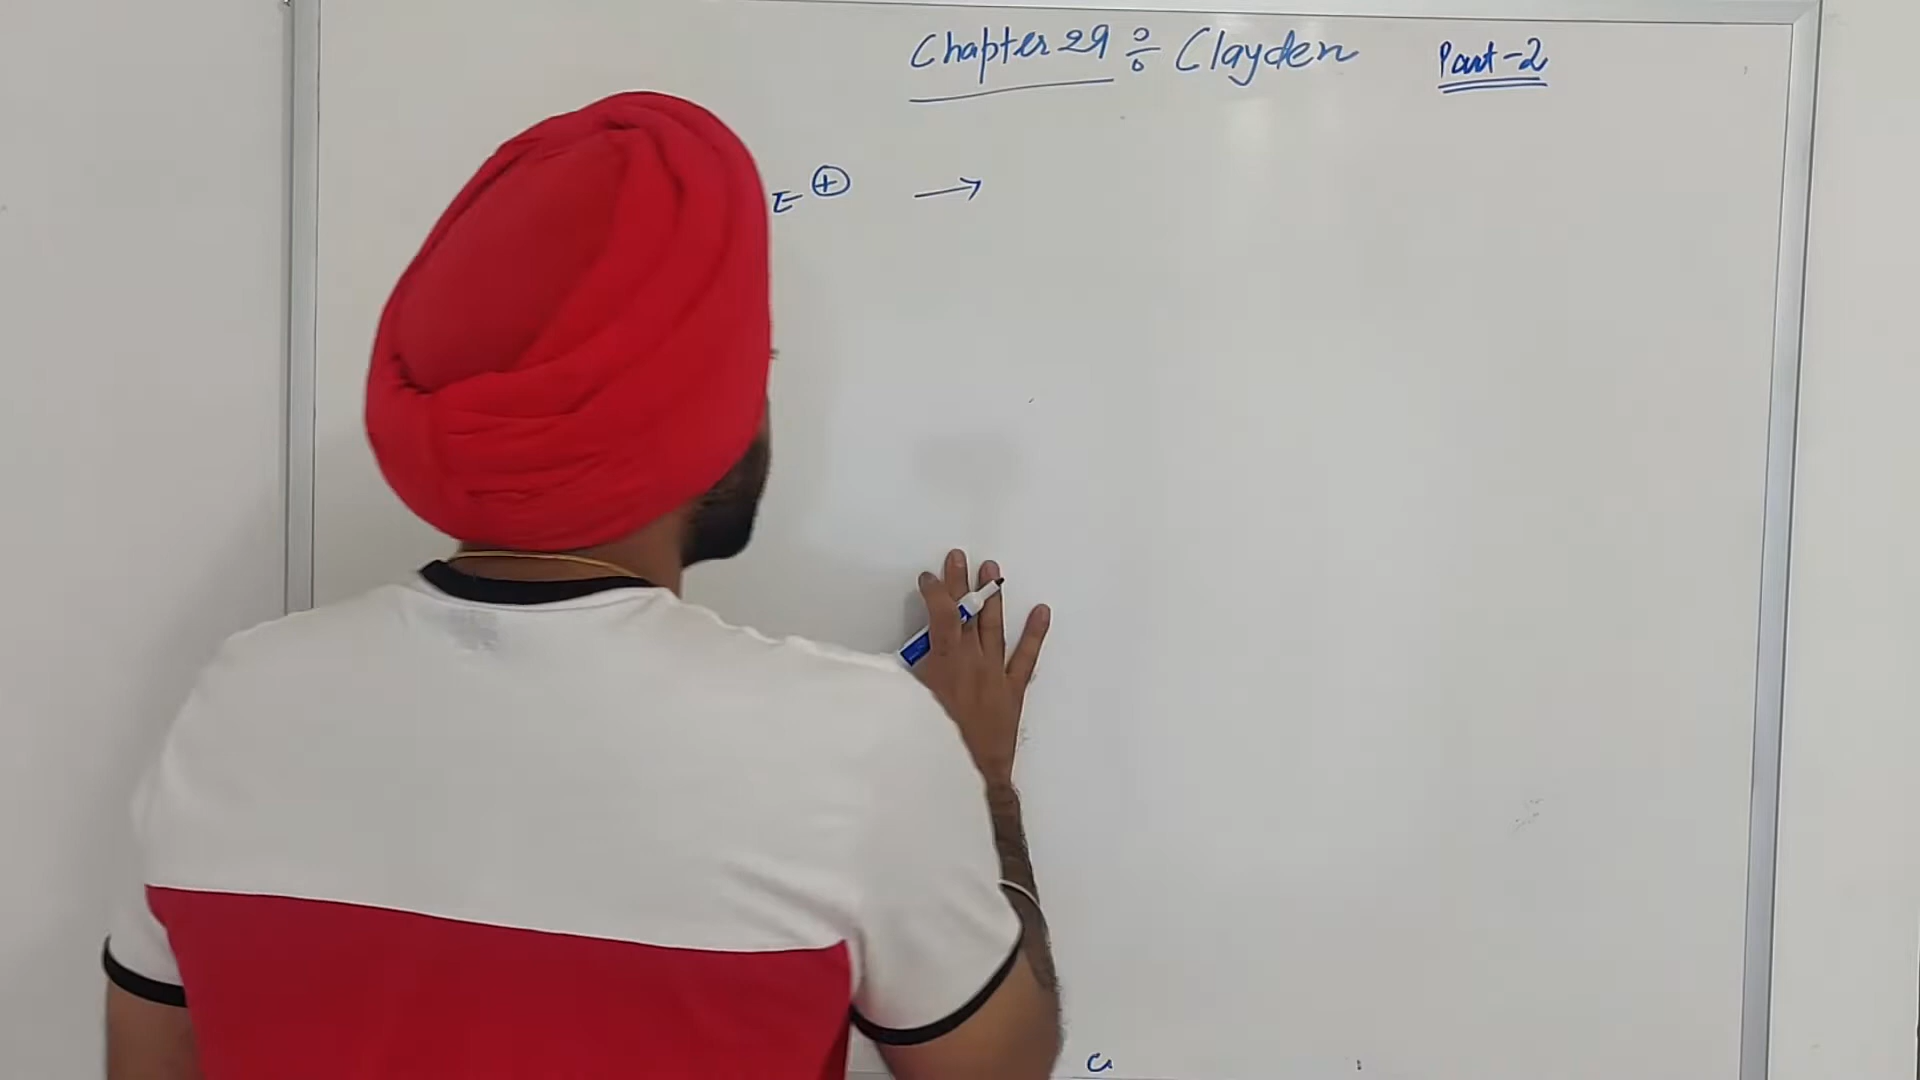 Chapter 29 ÷ Clayden Part-2
E ⊕ →